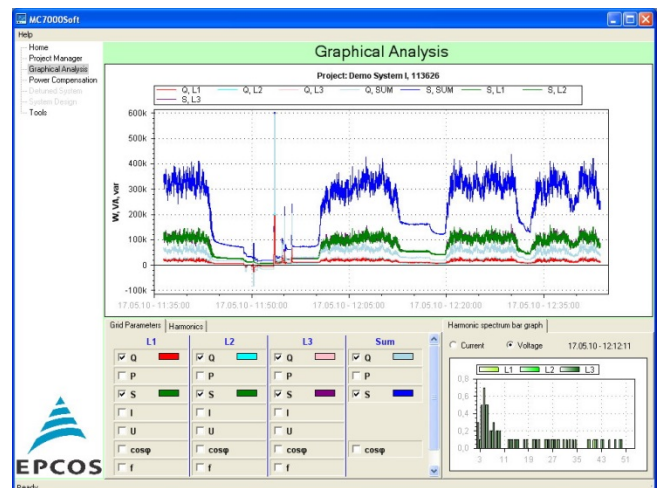 MC7000Soft
Help
Home
Project Manager
Graphical Analysis
Power Compensation
Detuned System
System Design
Tools
Graphical Analysis
Project: Demo System I, 113626
Q, L1 Q, L2 Q, L3 Q, SUM S, SUM S, L1 S, L2
S, L3
W, VA, var
600k
500k
400k
300k
200k
100k
0
-100k
17.05.10 - 11:35:00 17.05.10 - 11:50:00 17.05.10 - 12:05:00 17.05.10 - 12:20:00 17.05.10 - 12:35:00
Grid Parameters Harmonics
L1 L2 L3 Sum
Q Q Q Q
P P P P
S S S S
I I I
U U U
cosφ cosφ cosφ cosφ
f f f
Harmonic spectrum bar graph
Current Voltage 17.05.10 - 12:12:11
L1 L2 L3
0,8
0,6
0,4
0,2
0,0
3 11 19 27 35 43 51
EPCOS
Ready